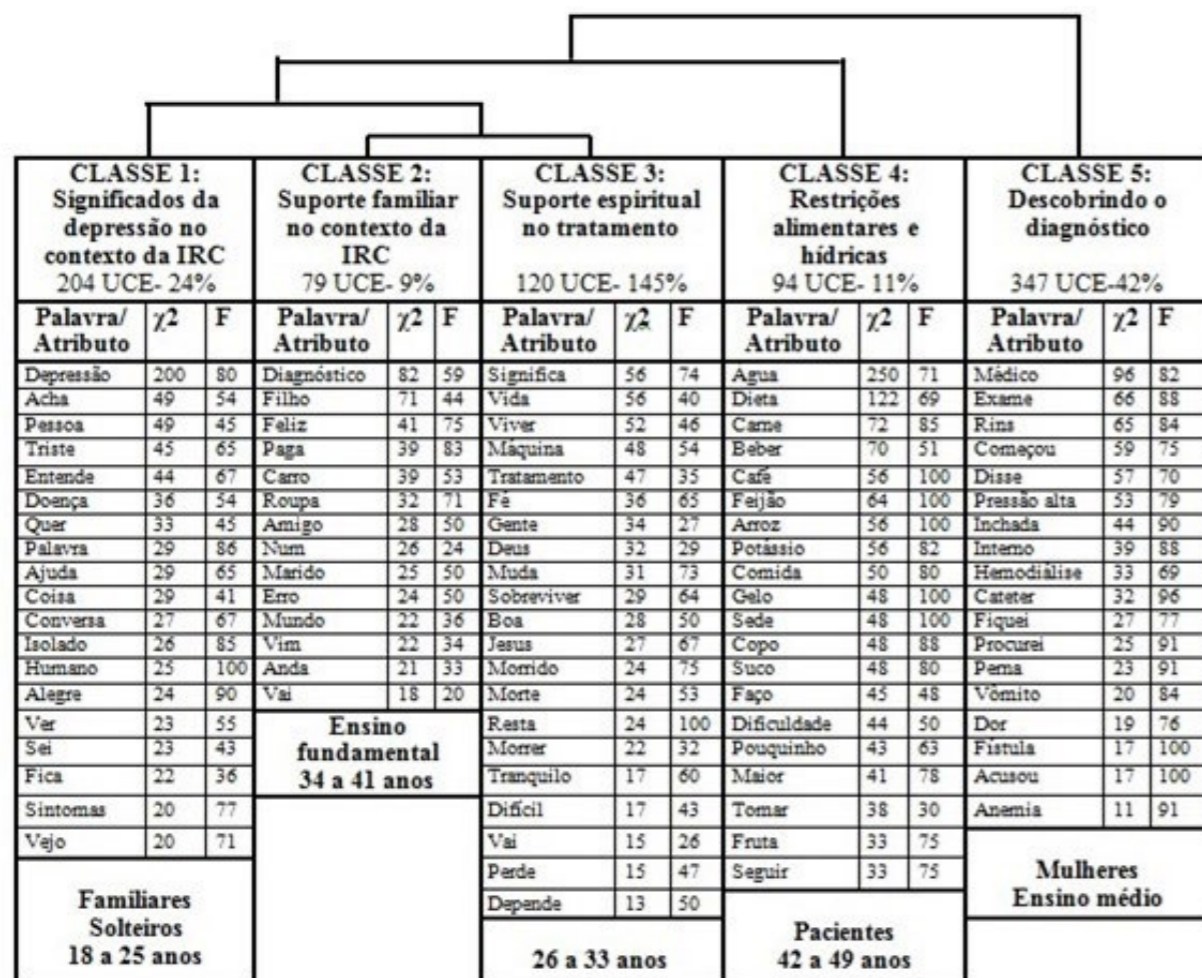 CLASSE 1:
Significados da
depressão no
contexto da IRC
204 UCE- 24%
Palavra/ χ2 F
Atributo
Depressão 200 80
Acha 49 54
Pessoa 49 45
Triste 45 65
Entende 44 67
Doença 36 54
Quer 33 45
Palavra 29 86
Ajuda 29 65
Coisa 29 41
Conversa 27 67
Isolado 26 85
Humano 25 100
Alegre 24 90
Ver 23 55
Sei 23 43
Fica 22 36
Sintomas 20 77
Vejo 20 71
Familiares
Solteiros
18 a 25 anos
CLASSE 2:
Suporte familiar
no contexto da
IRC
79 UCE- 9%
Palavra/ χ2 F
Atributo
Diagnóstico 82 59
Filho 71 44
Feliz 41 75
Paga 39 83
Carro 39 53
Roupa 32 71
Amigo 28 50
Num 26 24
Marido 25 50
Erro 24 50
Mundo 22 36
Vim 22 34
Anda 21 33
Vai 18 20
Ensino
fundamental
34 a 41 anos
CLASSE 3:
Suporte espiritual
no tratamento
120 UCE- 145%
Palavra/ χ2 F
Atributo
Significa 56 74
Vida 56 40
Viver 52 46
Máquina 48 54
Tratamento 47 35
Fé 36 65
Gente 34 27
Deus 32 29
Muda 31 73
Sobreviver 29 64
Boa 28 50
Jesus 27 67
Morrido 24 75
Morte 24 53
Resta 24 100
Morrer 22 32
Tranquilo 17 60
Difícil 17 43
Vai 15 26
Perde 15 47
Depende 13 50
26 a 33 anos
CLASSE 4:
Restrições
alimentares e
hídricas
94 UCE- 11%
Palavra/ χ2 F
Atributo
Agua 250 71
Dieta 122 69
Carne 72 85
Beber 70 51
Café 56 100
Feijão 64 100
Arroz 56 100
Potássio 56 82
Comida 50 80
Gelo 48 100
Sede 48 100
Copo 48 88
Suco 48 80
Faço 45 48
Dificuldade 44 50
Pouquinho 43 63
Maior 41 78
Tomar 38 30
Fruta 33 75
Seguir 33 75
Pacientes
42 a 49 anos
CLASSE 5:
Descobrindo o
diagnóstico
347 UCE-42%
Palavra/ χ2 F
Atributo
Médico 96 82
Exame 66 88
Rins 65 84
Começou 59 75
Disse 57 70
Pressão alta 53 79
Inchada 44 90
Interno 39 88
Hemodiálise 33 69
Cateter 32 96
Fiquei 27 77
Procurei 25 91
Perna 23 91
Vômito 20 84
Dor 19 76
Fístula 17 100
Acusou 17 100
Anemia 11 91
Mulheres
Ensino médio